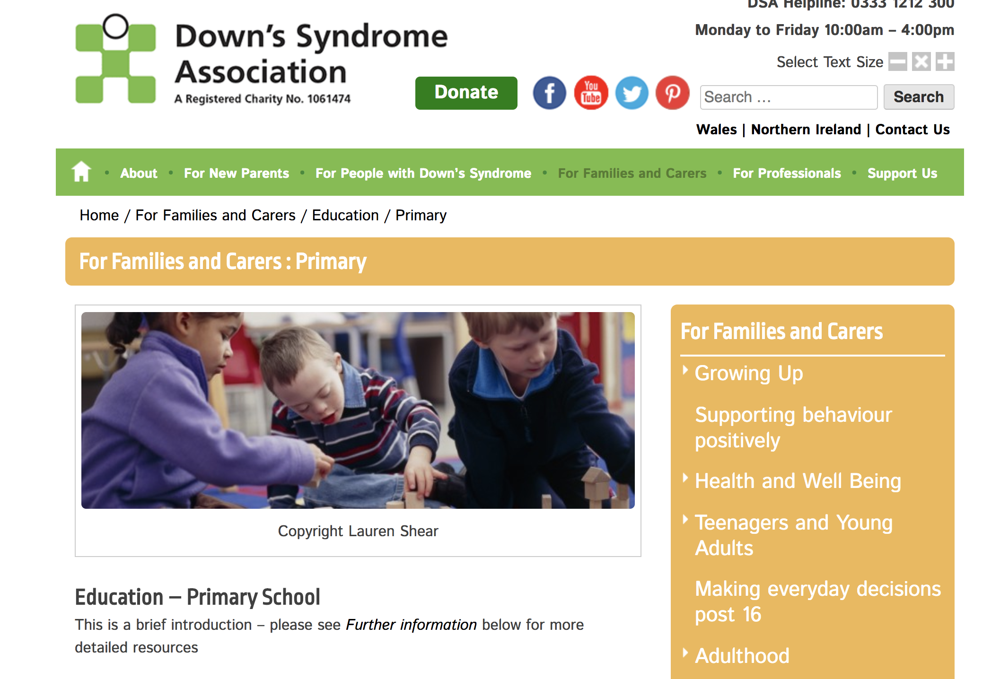 DSA Helpline: 0333 1212 300
Monday to Friday 10:00am – 4:00pm
Select Text Size
Down's Syndrome
Association
A Registered Charity No. 1061474
Donate
You
Tube
Search ...
Search
Wales | Northern Ireland | Contact Us
About • For New Parents • For People with Down's Syndrome • For Families and Carers • For Professionals • Support Us
Home / For Families and Carers / Education / Primary
For Families and Carers : Primary
Copyright Lauren Shear
Education – Primary School
This is a brief introduction – please see Further information below for more
detailed resources
For Families and Carers
Growing Up
Supporting behaviour
positively
Health and Well Being
Teenagers and Young
Adults
Making everyday decisions
post 16
Adulthood